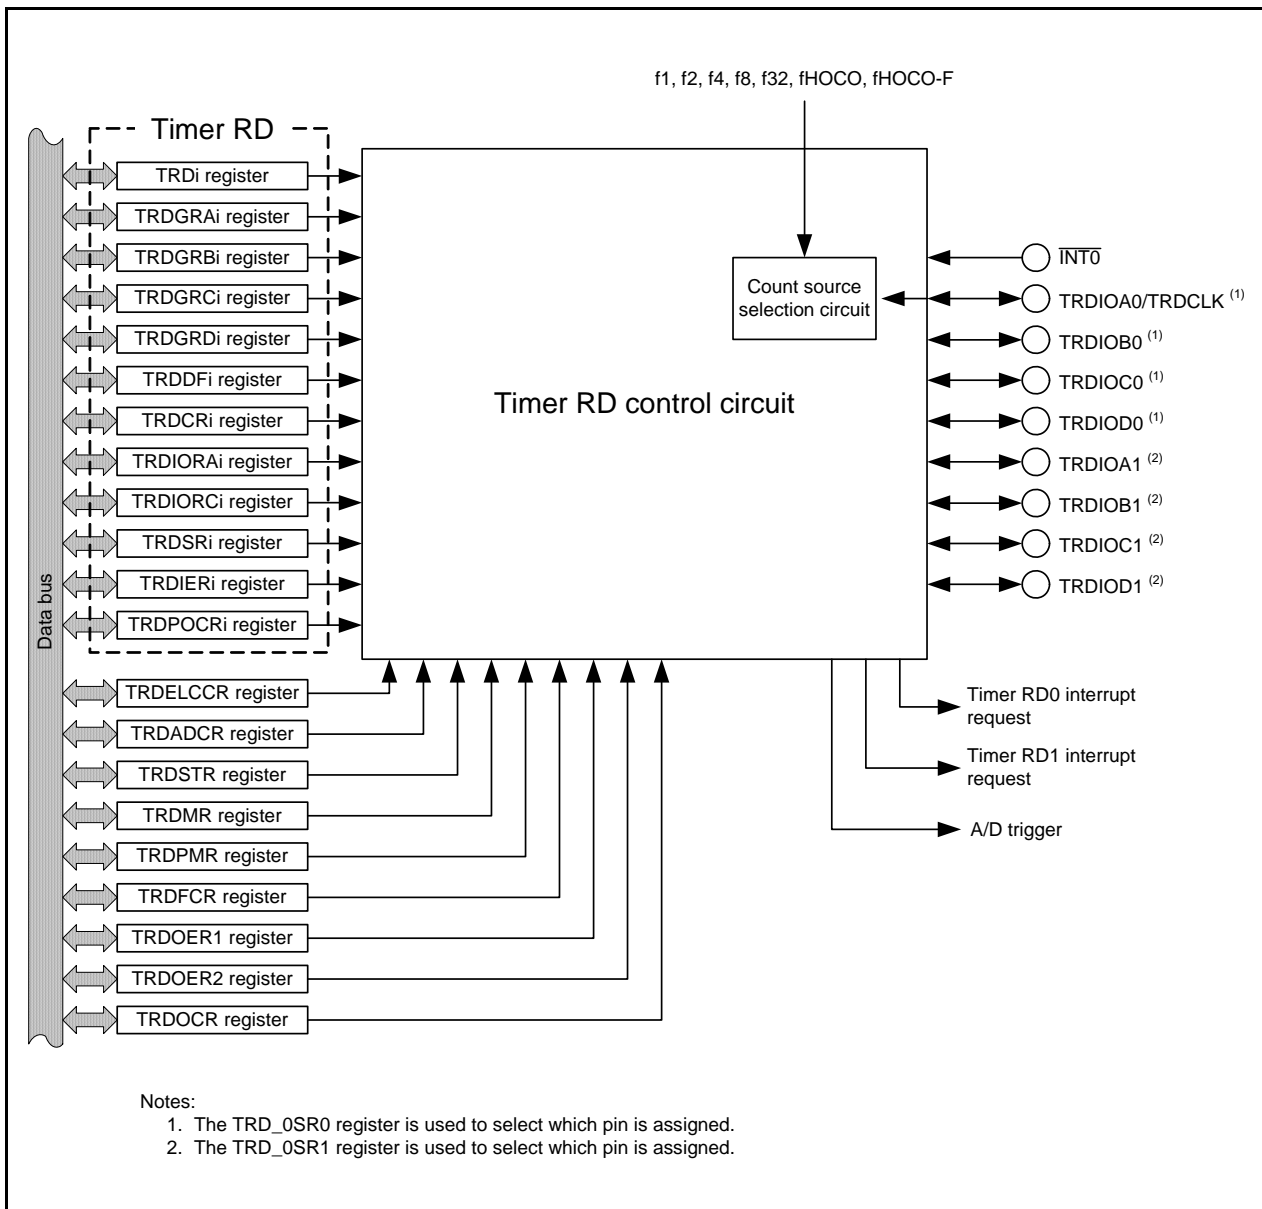 f1, f2, f4, f8, f32, fHOCO, fHOCO-F
Timer RD
TRDi register
TRDGRAi register
TRDGRBi register
TRDGRCi register
TRDGRDi register
TRDDFi register
TRDCRi register
TRDIORAi register
TRDIORCi register
TRDSRi register
TRDIERi register
TRDPOCRi register
Data bus
TRDELCCR register
TRDADCR register
TRDSTR register
TRDMR register
TRDPMR register
TRDFCR register
TRDOER1 register
TRDOER2 register
TRDOCR register
Count source
selection circuit
Timer RD control circuit
INT0
TRDIOA0/TRDCLK (1)
TRDIOB0 (1)
TRDIOC0 (1)
TRDIOD0 (1)
TRDIOA1 (2)
TRDIOB1 (2)
TRDIOC1 (2)
TRDIOD1 (2)
Timer RD0 interrupt
request
Timer RD1 interrupt
request
A/D trigger
Notes:
1. The TRD_0SR0 register is used to select which pin is assigned.
2. The TRD_0SR1 register is used to select which pin is assigned.